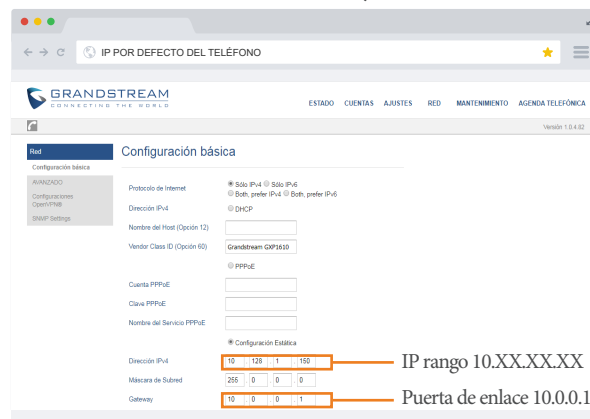 IP POR DEFECTO DEL TELÉFONO
GRANDSTREAM
CONNECTING THE WORLD
ESTADO CUENTAS AJUSTES RED MANTENIMIENTO AGENDA TELEFÓNICA
Versión 1.0.4.82
Red
Configuración básica
AVANZADO
Configuraciones
OpenVPN®
SNMP Settings
Configuración básica
Protocolo de Internet Sólo IPv4 Sólo IPv6
Both, prefer IPv4 Both, prefer IPv6
Dirección IPv4 DHCP
Nombre del Host (Opción 12)
Vendor Class ID (Opción 60) Grandstream GXP1610
PPPoE
Cuenta PPPoE
Clave PPPoE
Nombre del Servicio PPPoE
Configuración Estática
Dirección IPv4 10 128 1 150 IP rango 10.XX.XX.XX
Máscara de Subred 255 0 0 0
Gateway 10 0 0 1 Puerta de enlace 10.0.0.1